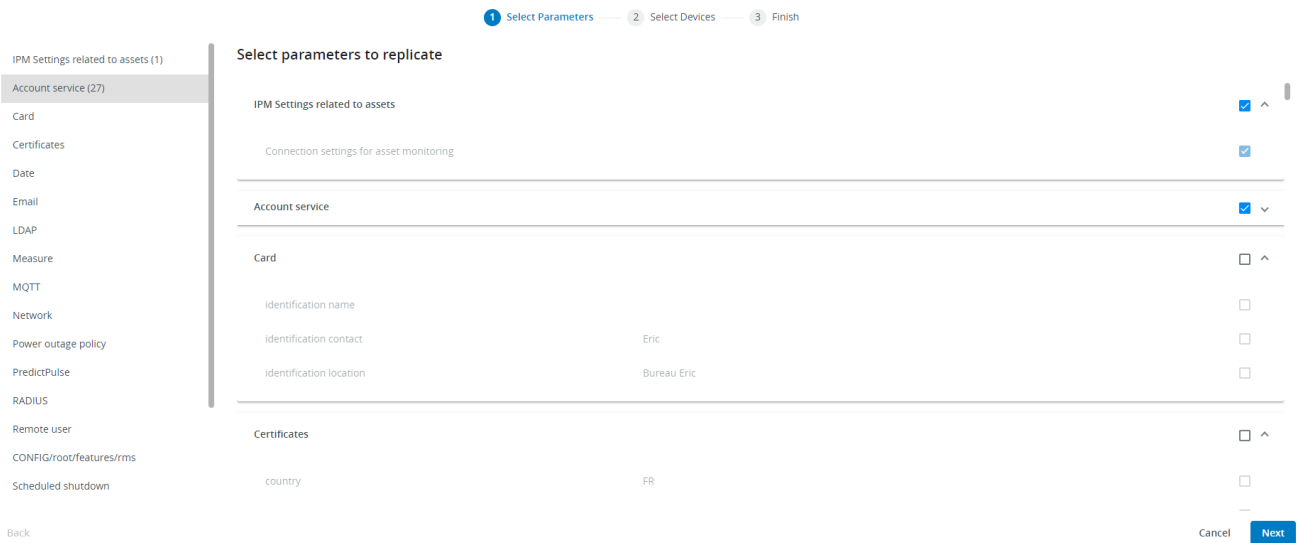 1 Select Parameters 2 Select Devices 3 Finish
IPM Settings related to assets (1)
Account service (27)
Card
Certificates
Date
Email
LDAP
Measure
MQTT
Network
Power outage policy
PredictPulse
RADIUS
Remote user
CONFIG/root/features/rms
Scheduled shutdown
Select parameters to replicate
IPM Settings related to assets
Connection settings for asset monitoring
Account service
Card
identification name
identification contact Eric
identification location Bureau Eric
Certificates
country FR
Back Cancel Next